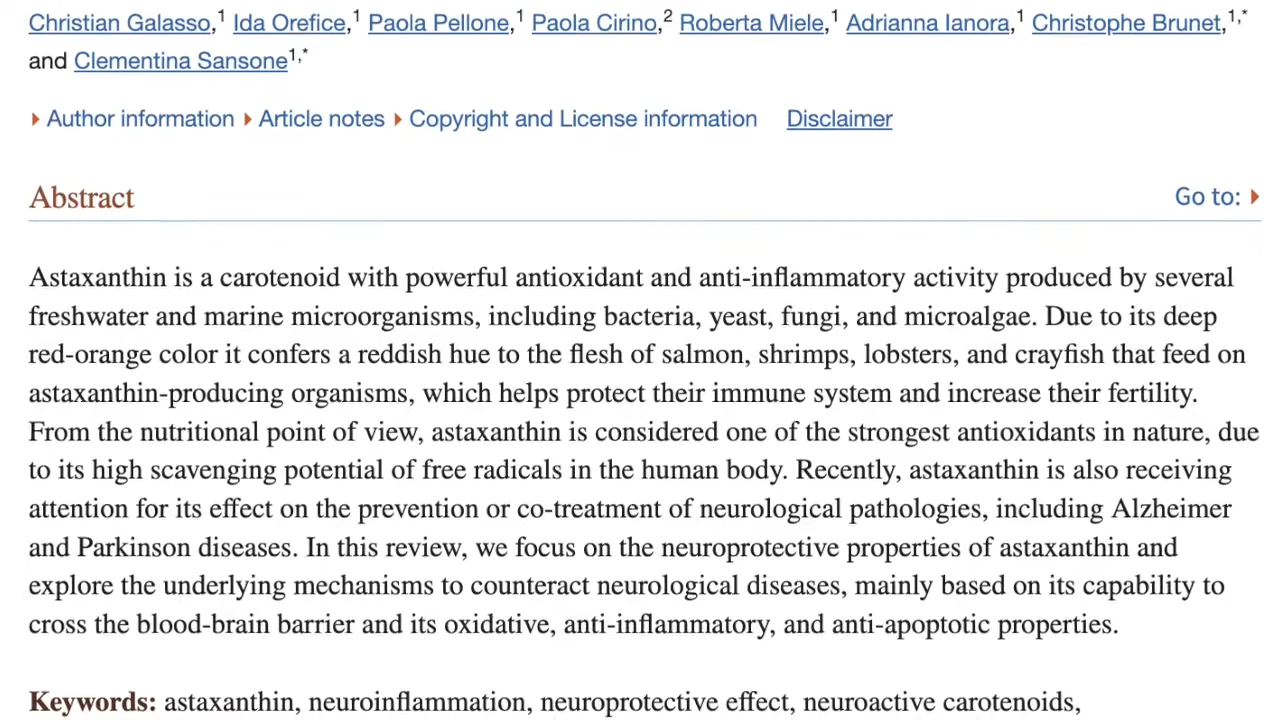 Christian Galasso,1 Ida Orefice,1 Paola Pellone,1 Paola Cirino,2 Roberta Miele,1 Adrianna Ianora,1 Christophe Brunet,1,*
and Clementina Sansone1,*
Author information Article notes Copyright and License information Disclaimer
Abstract Go to:
Astaxanthin is a carotenoid with powerful antioxidant and anti-inflammatory activity produced by several
freshwater and marine microorganisms, including bacteria, yeast, fungi, and microalgae. Due to its deep
red-orange color it confers a reddish hue to the flesh of salmon, shrimps, lobsters, and crayfish that feed on
astaxanthin-producing organisms, which helps protect their immune system and increase their fertility.
From the nutritional point of view, astaxanthin is considered one of the strongest antioxidants in nature, due
to its high scavenging potential of free radicals in the human body. Recently, astaxanthin is also receiving
attention for its effect on the prevention or co-treatment of neurological pathologies, including Alzheimer
and Parkinson diseases. In this review, we focus on the neuroprotective properties of astaxanthin and
explore the underlying mechanisms to counteract neurological diseases, mainly based on its capability to
cross the blood-brain barrier and its oxidative, anti-inflammatory, and anti-apoptotic properties.
Keywords: astaxanthin, neuroinflammation, neuroprotective effect, neuroactive carotenoids,